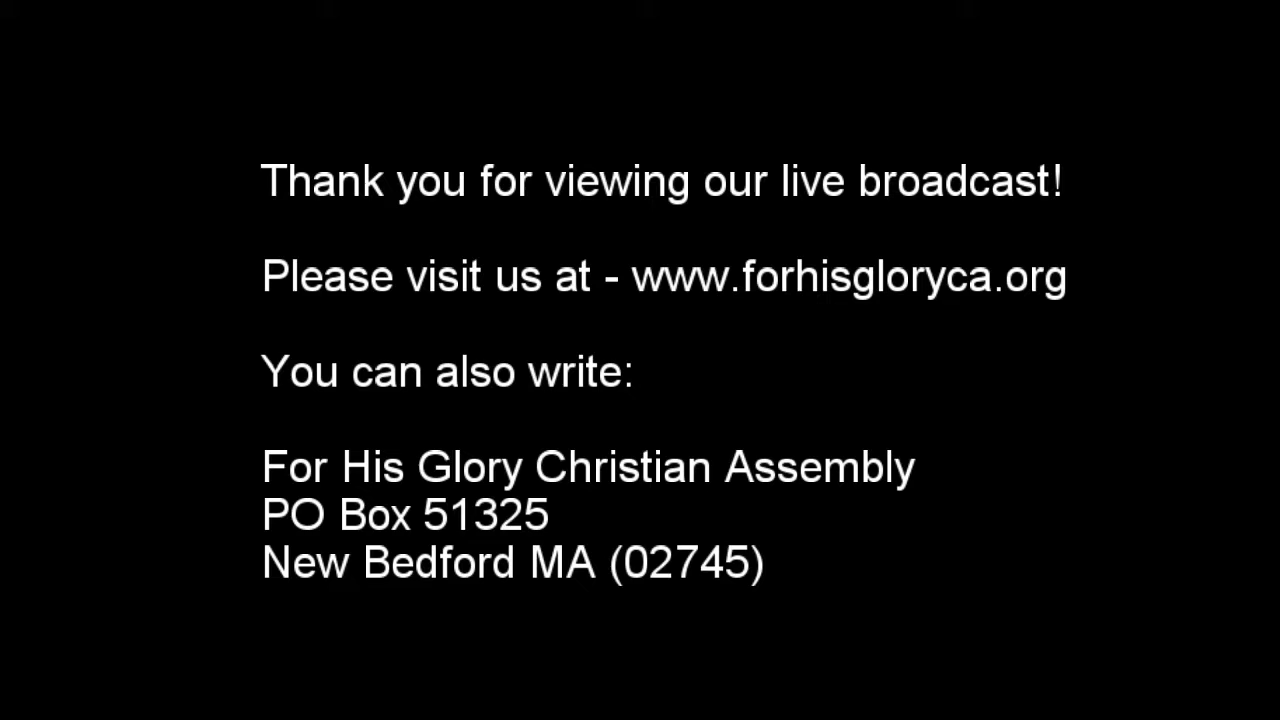 Thank you for viewing our live broadcast!
Please visit us at - www.forhisgloryca.org
You can also write:
For His Glory Christian Assembly
PO Box 51325
New Bedford MA (02745)